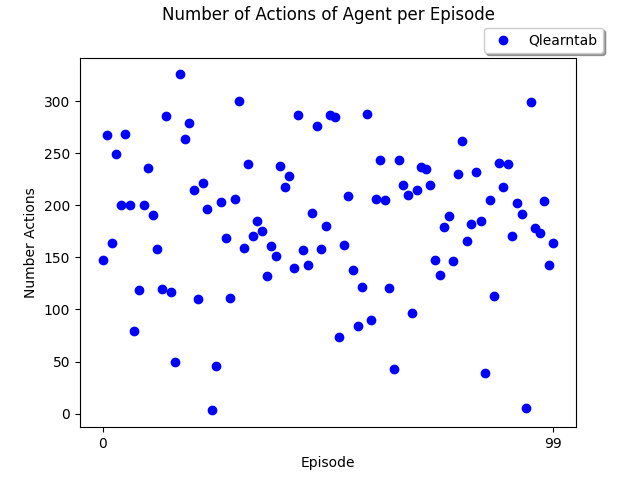 Number of Actions of Agent per Episode
Qlearntab
300
250
200
150
100
50
0
Number Actions
0 99
Episode